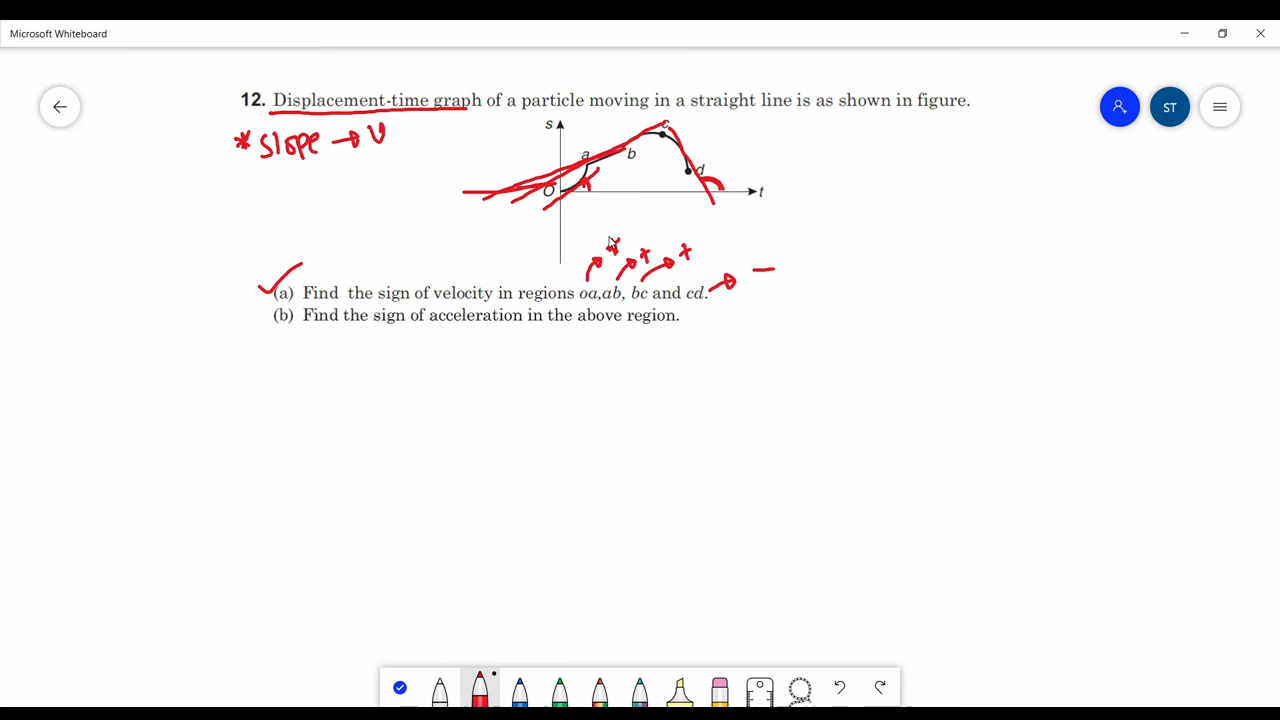 Microsoft Whiteboard
ST
12. Displacement-time graph of a particle moving in a straight line is as shown in figure.
* Slope → v
s
a
b
c
d
O
t
+ + + −
(a) Find the sign of velocity in regions oa,ab, bc and cd.
(b) Find the sign of acceleration in the above region.